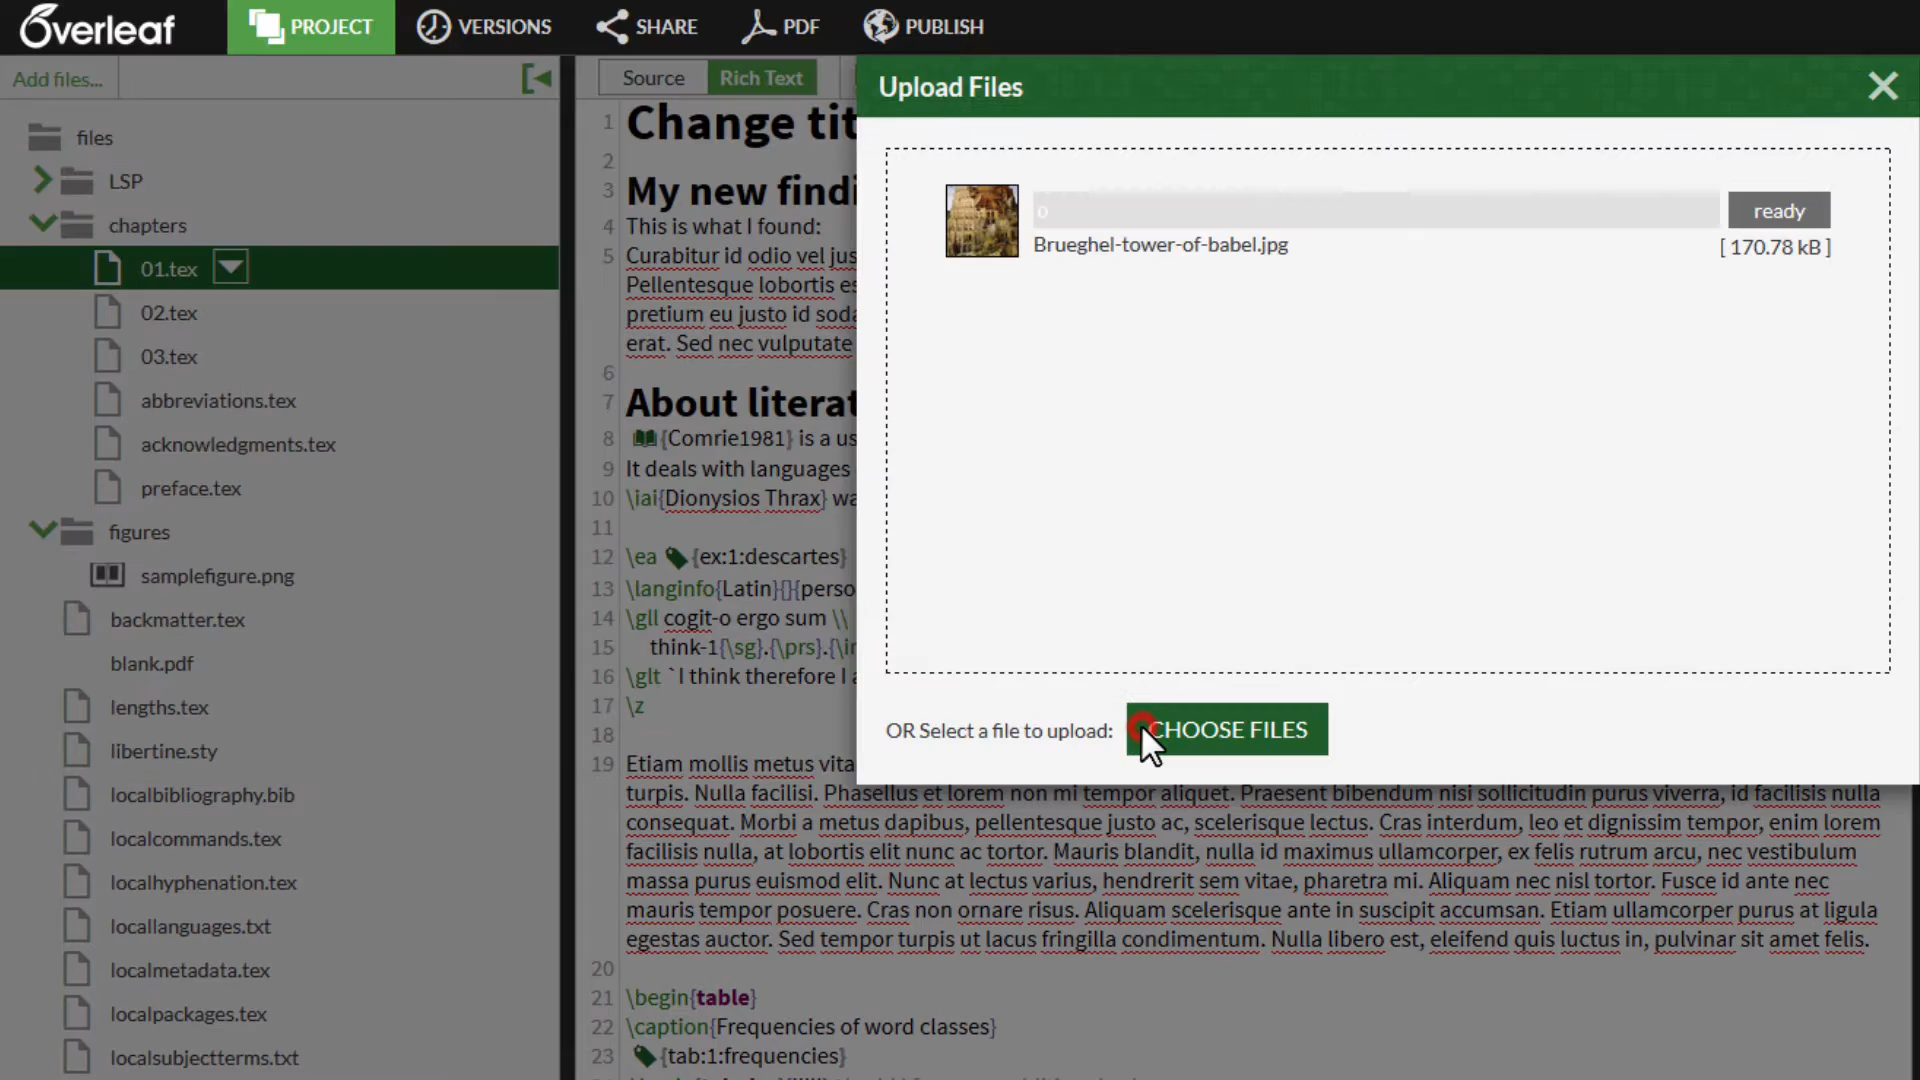 Overleaf
PROJECT
VERSIONS
SHARE
PDF
PUBLISH
Add files...
files
LSP
chapters
01.tex
02.tex
03.tex
abbreviations.tex
acknowledgments.tex
preface.tex
figures
samplefigure.png
backmatter.tex
blank.pdf
lengths.tex
libertine.sty
localbibliography.bib
localcommands.tex
localhyphenation.tex
locallanguages.txt
localmetadata.tex
localpackages.tex
localsubjectterms.txt
Source Rich Text
1 Change tit
2
3 My new findi
4 This is what I found:
5 Curabitur id odio vel jus
Pellentesque lobortis es
pretium eu justo id soda
erat. Sed nec vulputate
6
7 About literat
8 {Comrie1981} is a us
9 It deals with languages
10 \iai{Dionysios Thrax} wa
11
12 \ea {ex:1:descartes}
13 \langinfo{Latin}{}{perso
14 \gll cogit-o ergo sum \\
15 think-1{\sg}.{\prs}.{\in
16 \glt `I think therefore I a
17 \z
18
19 Etiam mollis metus vita
turpis. Nulla facilisi. Phasellus et lorem non mi tempor aliquet. Praesent bibendum nisi sollicitudin purus viverra, id facilisis nulla
consequat. Morbi a metus dapibus, pellentesque justo ac, scelerisque lectus. Cras interdum, leo et dignissim tempor, enim lorem
facilisis nulla, at lobortis elit nunc ac tortor. Mauris blandit, nulla id maximus ullamcorper, ex felis rutrum arcu, nec vestibulum
massa purus euismod elit. Nunc at lectus varius, hendrerit sem vitae, pharetra mi. Aliquam nec nisl tortor. Fusce id ante nec
mauris tempor posuere. Cras non ornare risus. Aliquam scelerisque ante in suscipit accumsan. Etiam ullamcorper purus at ligula
egestas auctor. Sed tempor turpis ut lacus fringilla condimentum. Nulla libero est, eleifend quis luctus in, pulvinar sit amet felis.
20
21 \begin{table}
22 \caption{Frequencies of word classes}
23 {tab:1:frequencies}
Upload Files
0
ready
Brueghel-tower-of-babel.jpg
[ 170.78 kB ]
OR Select a file to upload:
CHOOSE FILES